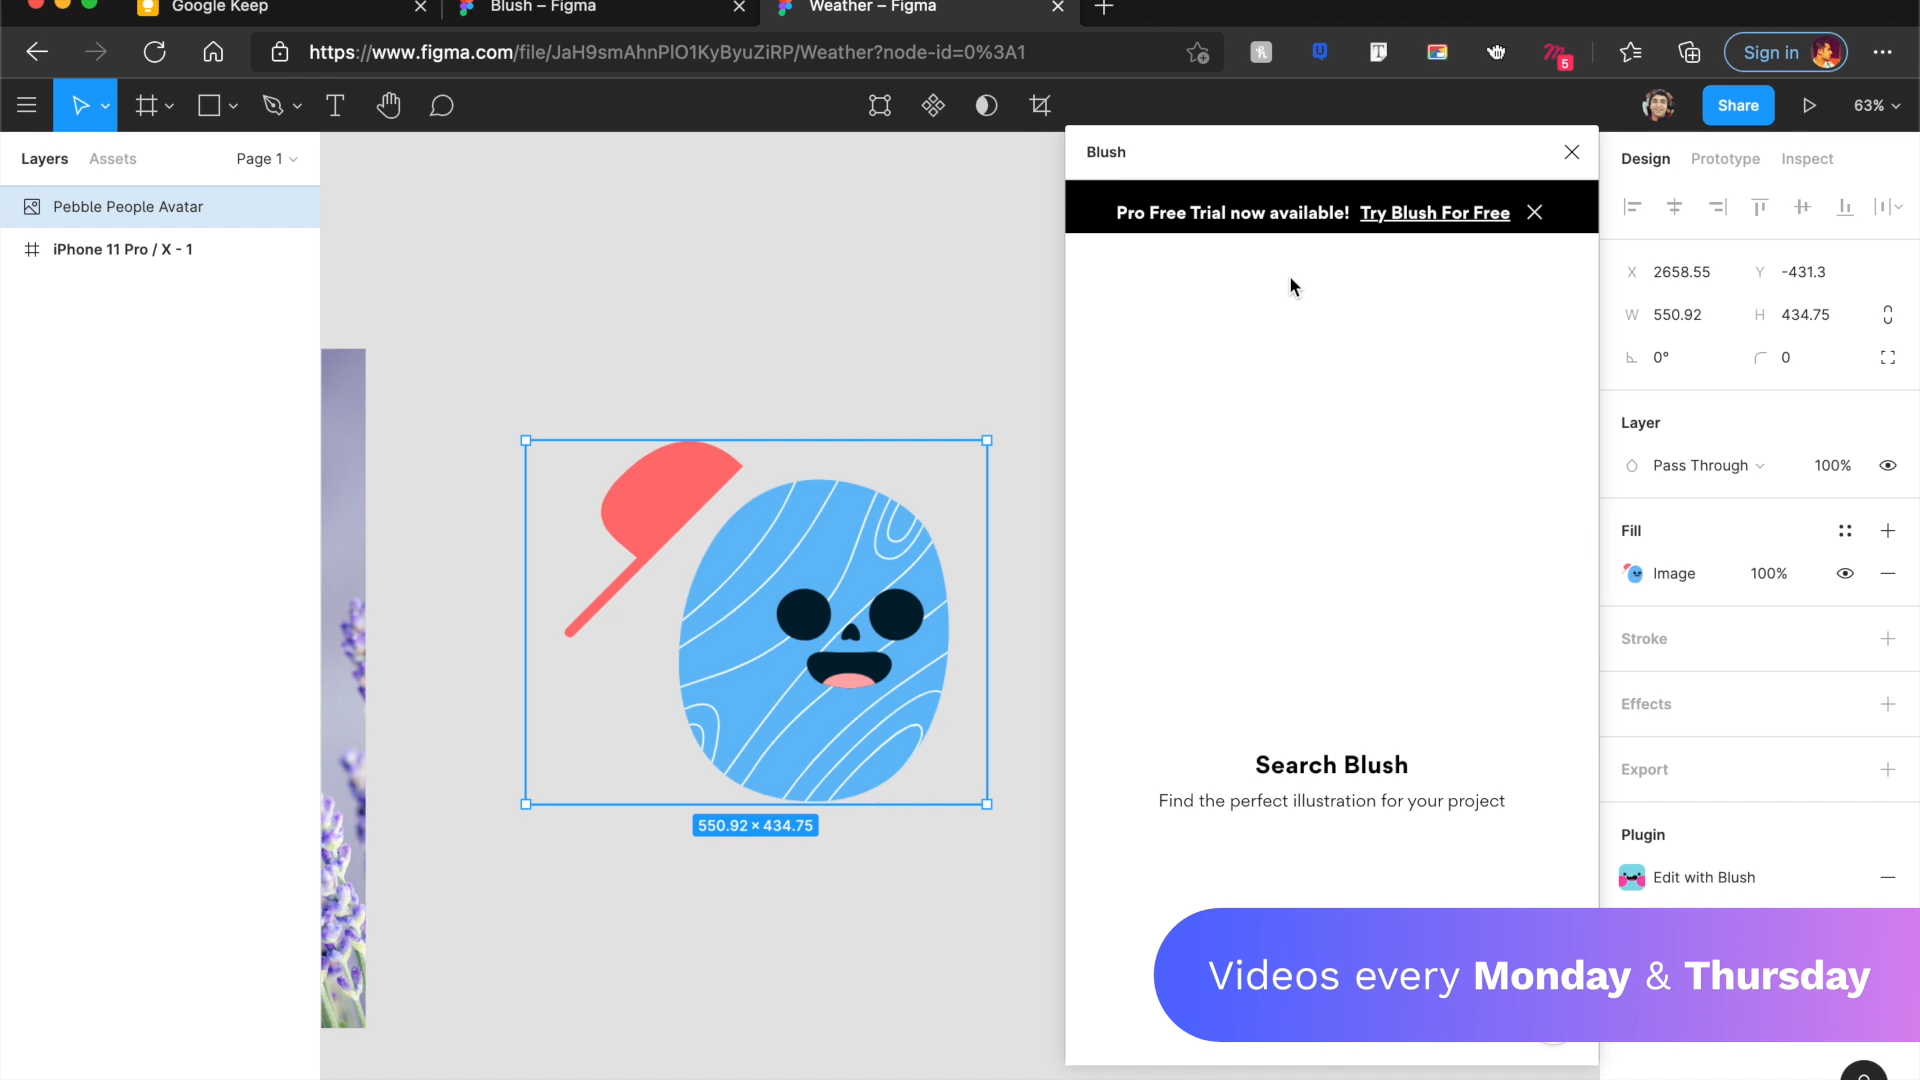 Google Keep
Blush – Figma
Weather – Figma
https://www.figma.com/file/JaH9smAhnPlO1KyByuZiRP/Weather?node-id=0%3A1
5
Sign in
Share
63%
Layers
Assets
Page 1
Pebble People Avatar
iPhone 11 Pro / X - 1
550.92 × 434.75
Blush
Pro Free Trial now available! Try Blush For Free
Search Blush
Find the perfect illustration for your project
Design
Prototype
Inspect
X 2658.55
Y -431.3
W 550.92
H 434.75
0°
0
Layer
Pass Through
100%
Fill
Image
100%
Stroke
Effects
Export
Plugin
Edit with Blush
Videos every Monday & Thursday